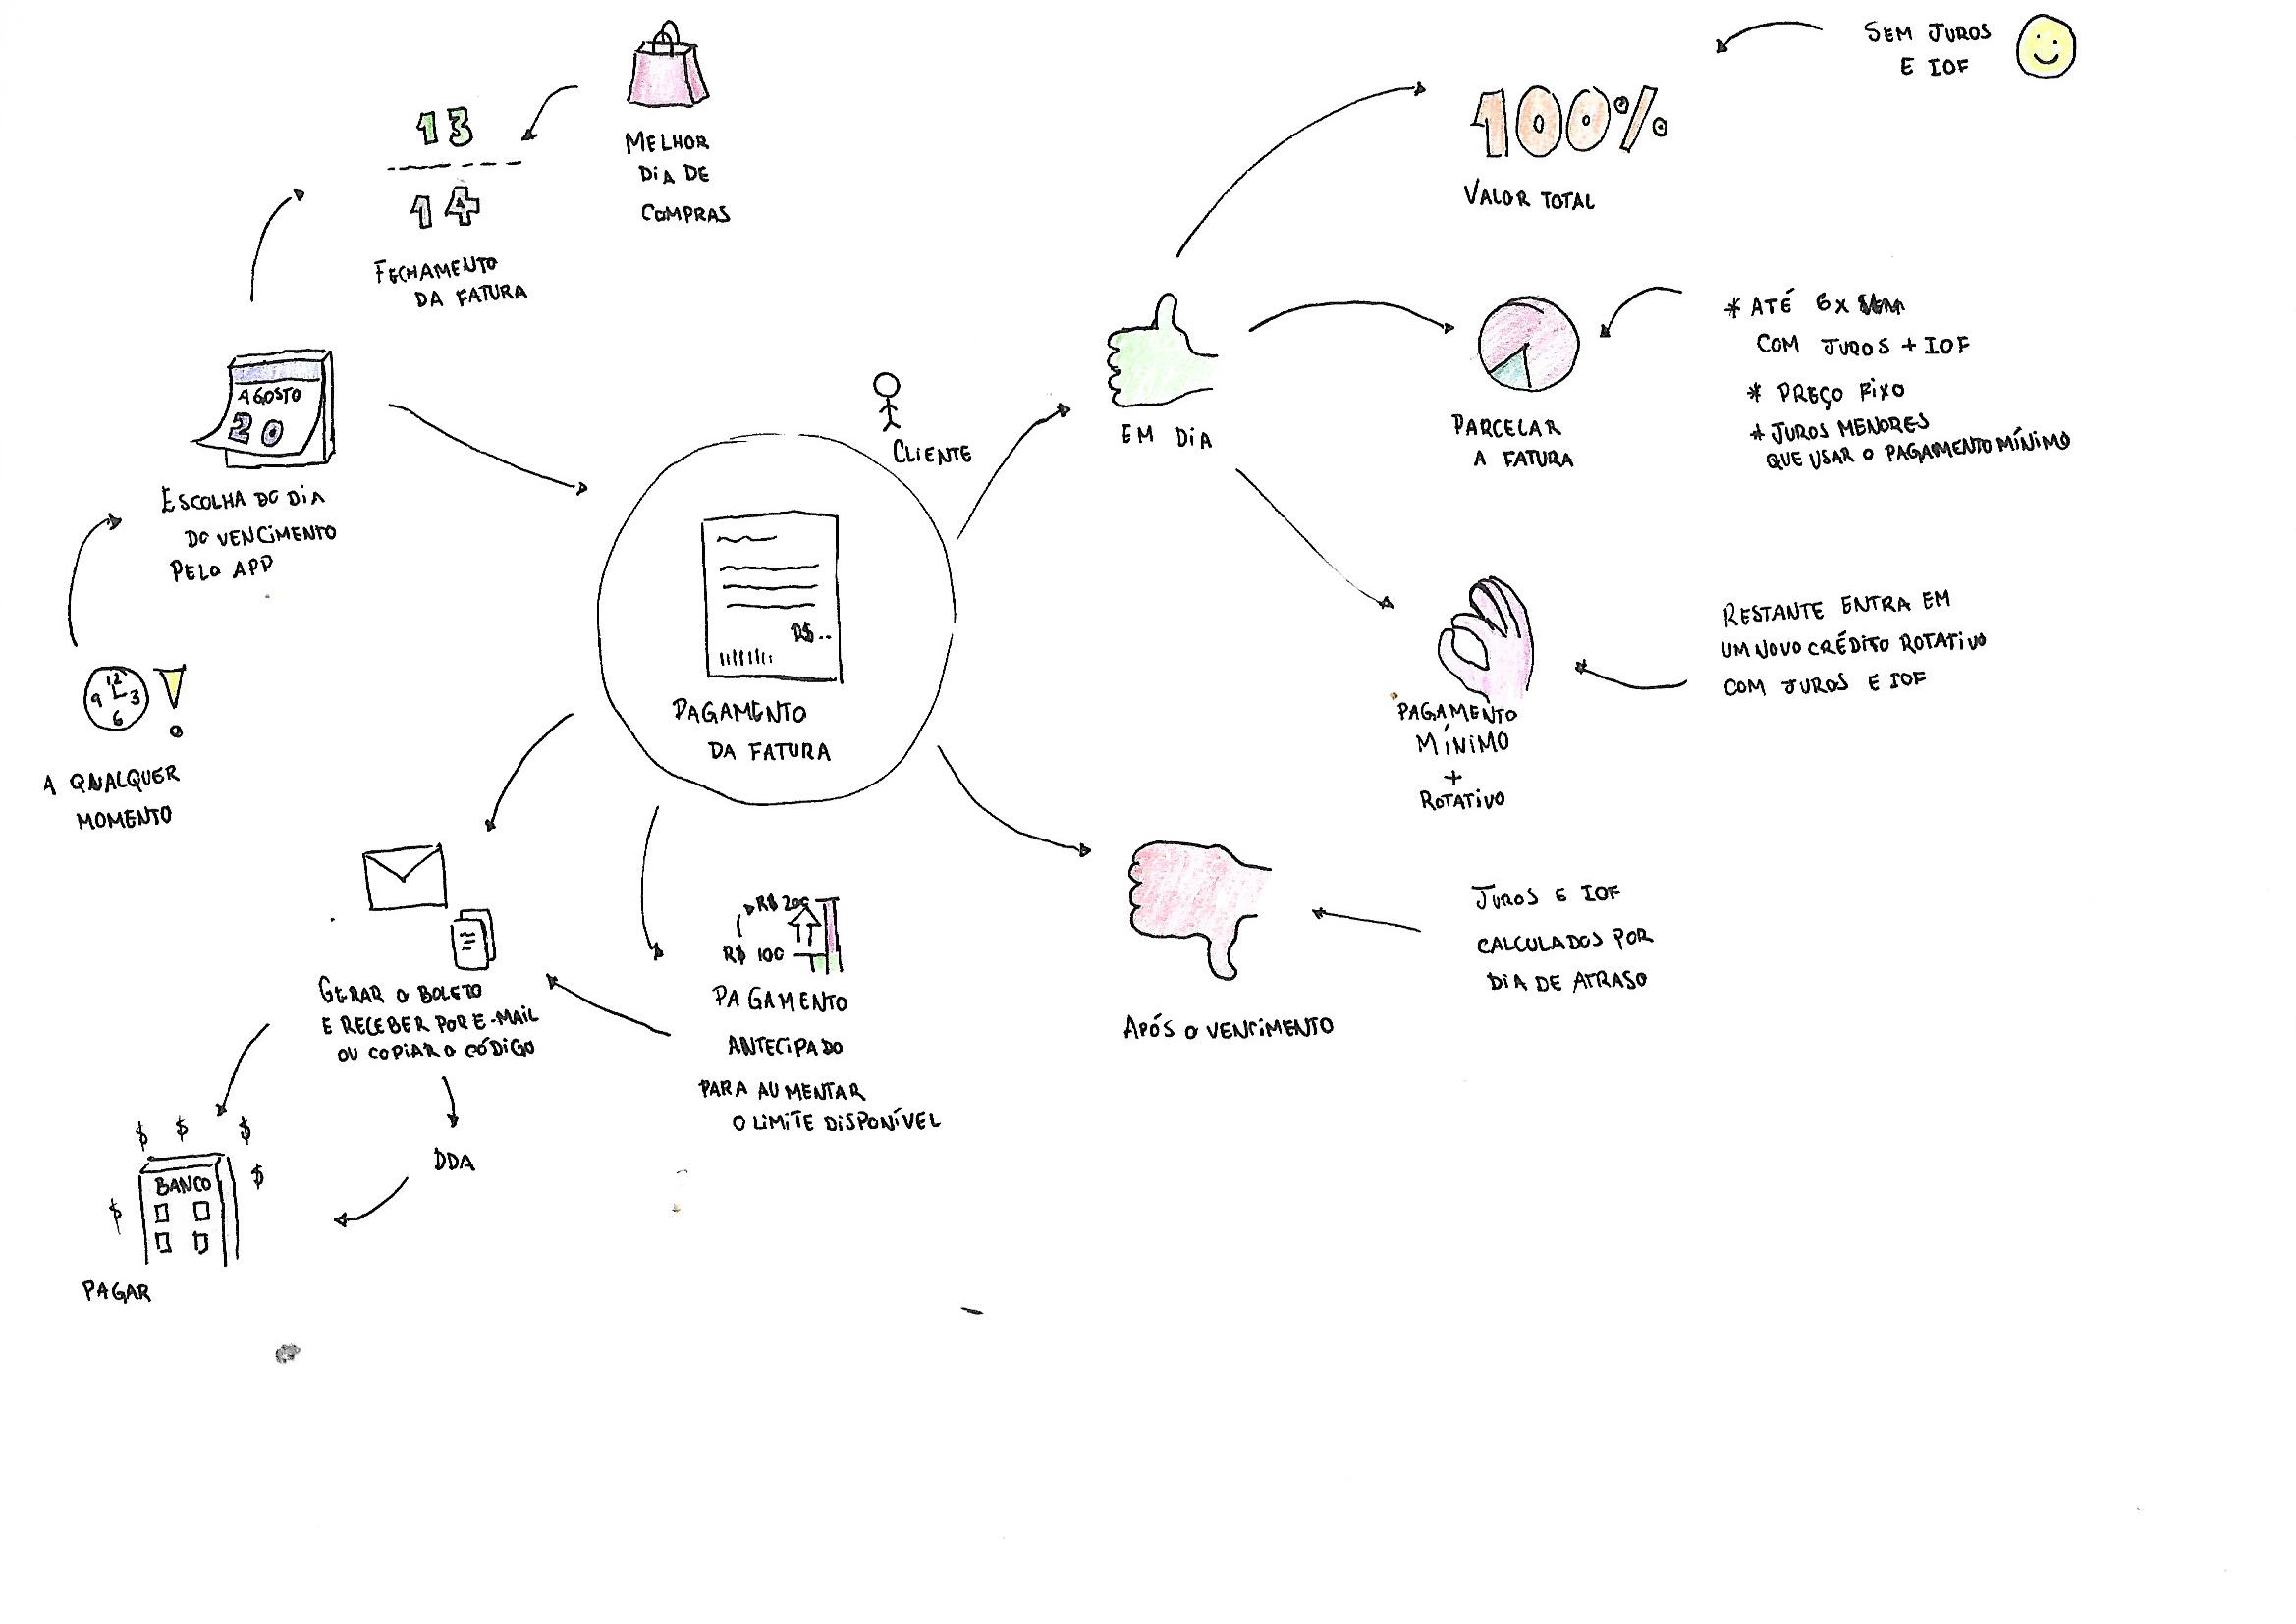 13
14
FECHAMENTO
DA FATURA
MELHOR
DIA DE
COMPRAS
AGOSTO
20
ESCOLHA DO DIA
DO VENCIMENTO
PELO APP
12
9 3
6
A QUALQUER
MOMENTO
CLIENTE
R$..
PAGAMENTO
DA FATURA
EM DIA
100%
VALOR TOTAL
SEM JUROS
E IOF
PARCELAR
A FATURA
* ATÉ 6X
COM JUROS + IOF
* PREÇO FIXO
* JUROS MENORES
QUE USAR O PAGAMENTO MÍNIMO
PAGAMENTO
MÍNIMO
+
ROTATIVO
RESTANTE ENTRA EM
UM NOVO CRÉDITO ROTATIVO
COM JUROS E IOF
APÓS O VENCIMENTO
JUROS E IOF
CALCULADOS POR
DIA DE ATRASO
R$ 200
R$ 100
PAGAMENTO
ANTECIPADO
PARA AUMENTAR
O LIMITE DISPONÍVEL
GERAR O BOLETO
E RECEBER POR E-MAIL
OU COPIAR O CÓDIGO
DDA
$ $ $
$
$
BANCO
PAGAR